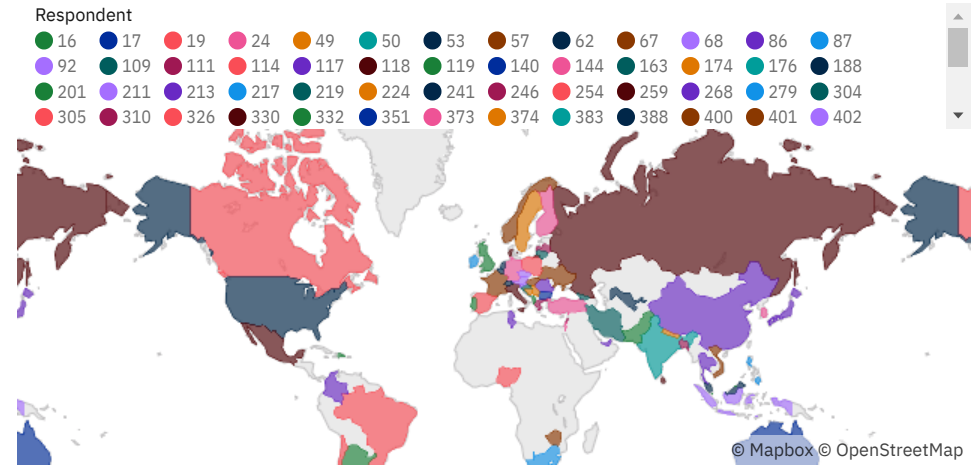 Respondent
16 17 19 24 49 50 53 57 62 67 68 86 87
92 109 111 114 117 118 119 140 144 163 174 176 188
201 211 213 217 219 224 241 246 254 259 268 279 304
305 310 326 330 332 351 373 374 383 388 400 401 402
© Mapbox © OpenStreetMap